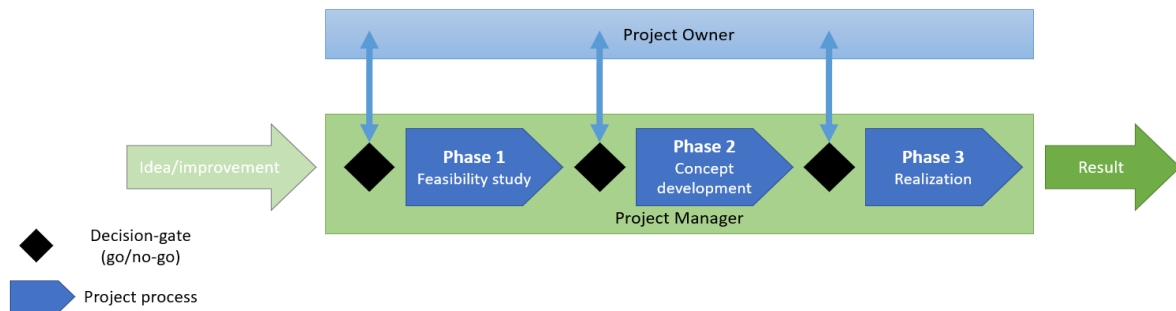 Project Owner
Idea/improvement
Phase 1
Feasibility study
Phase 2
Concept
development
Phase 3
Realization
Result
Project Manager
Decision-gate
(go/no-go)
Project process